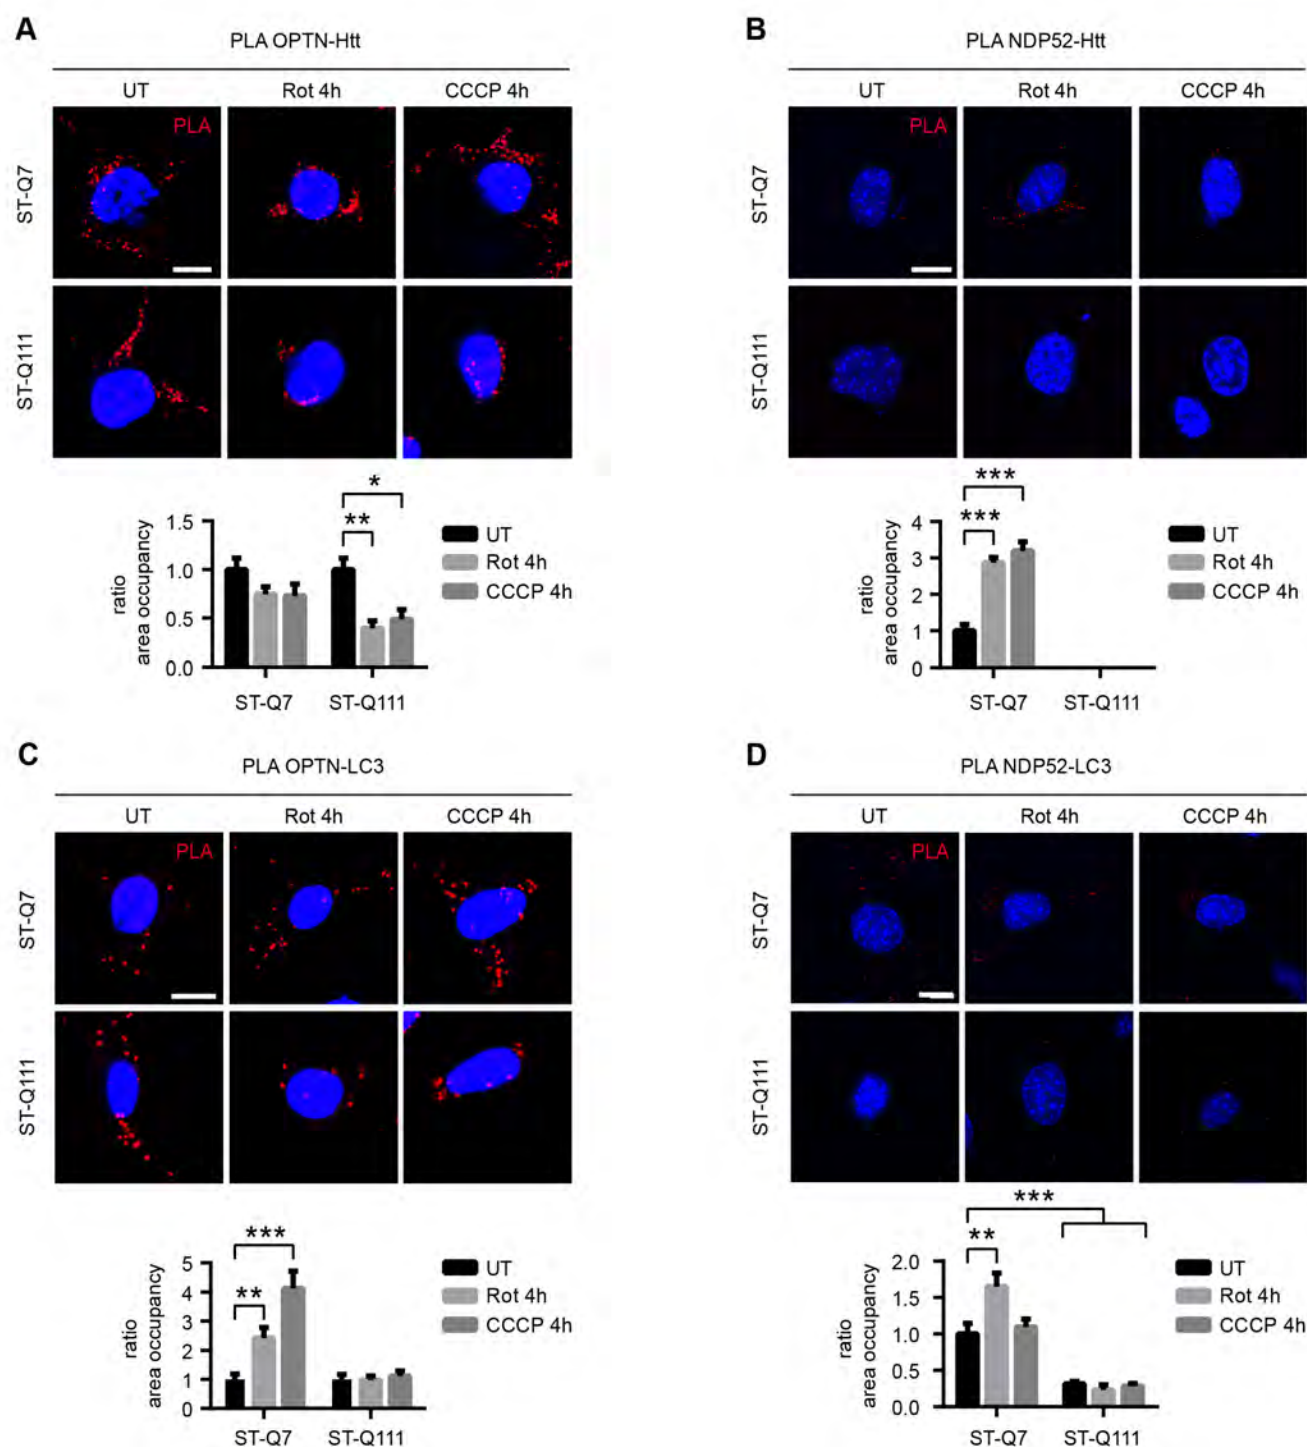 A
PLA OPTN-Htt
UT Rot 4h CCCP 4h
PLA
ST-Q7
ST-Q111
*
**
ratio
area occupancy
1.5
1.0
0.5
0.0
ST-Q7 ST-Q111
UT
Rot 4h
CCCP 4h
B
PLA NDP52-Htt
UT Rot 4h CCCP 4h
PLA
ST-Q7
ST-Q111
***
***
ratio
area occupancy
4
3
2
1
0
ST-Q7 ST-Q111
UT
Rot 4h
CCCP 4h
C
PLA OPTN-LC3
UT Rot 4h CCCP 4h
PLA
ST-Q7
ST-Q111
***
**
ratio
area occupancy
5
4
3
2
1
0
ST-Q7 ST-Q111
UT
Rot 4h
CCCP 4h
D
PLA NDP52-LC3
UT Rot 4h CCCP 4h
PLA
ST-Q7
ST-Q111
***
**
ratio
area occupancy
2.0
1.5
1.0
0.5
0.0
ST-Q7 ST-Q111
UT
Rot 4h
CCCP 4h